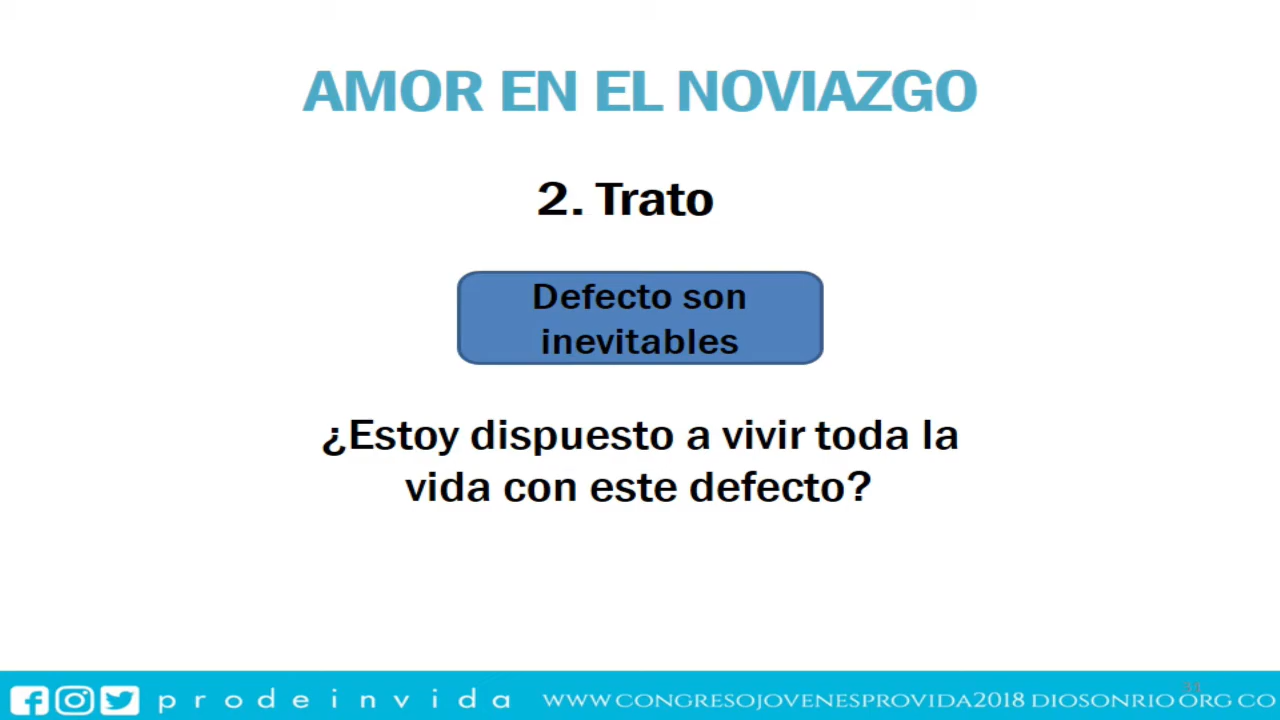 AMOR EN EL NOVIAZGO
2. Trato
Defecto son
inevitables
¿Estoy dispuesto a vivir toda la
vida con este defecto?
31
prodeinvida WWW.CONGRESOJOVENESPROVIDA2018 DIOSONRIO ORG CO